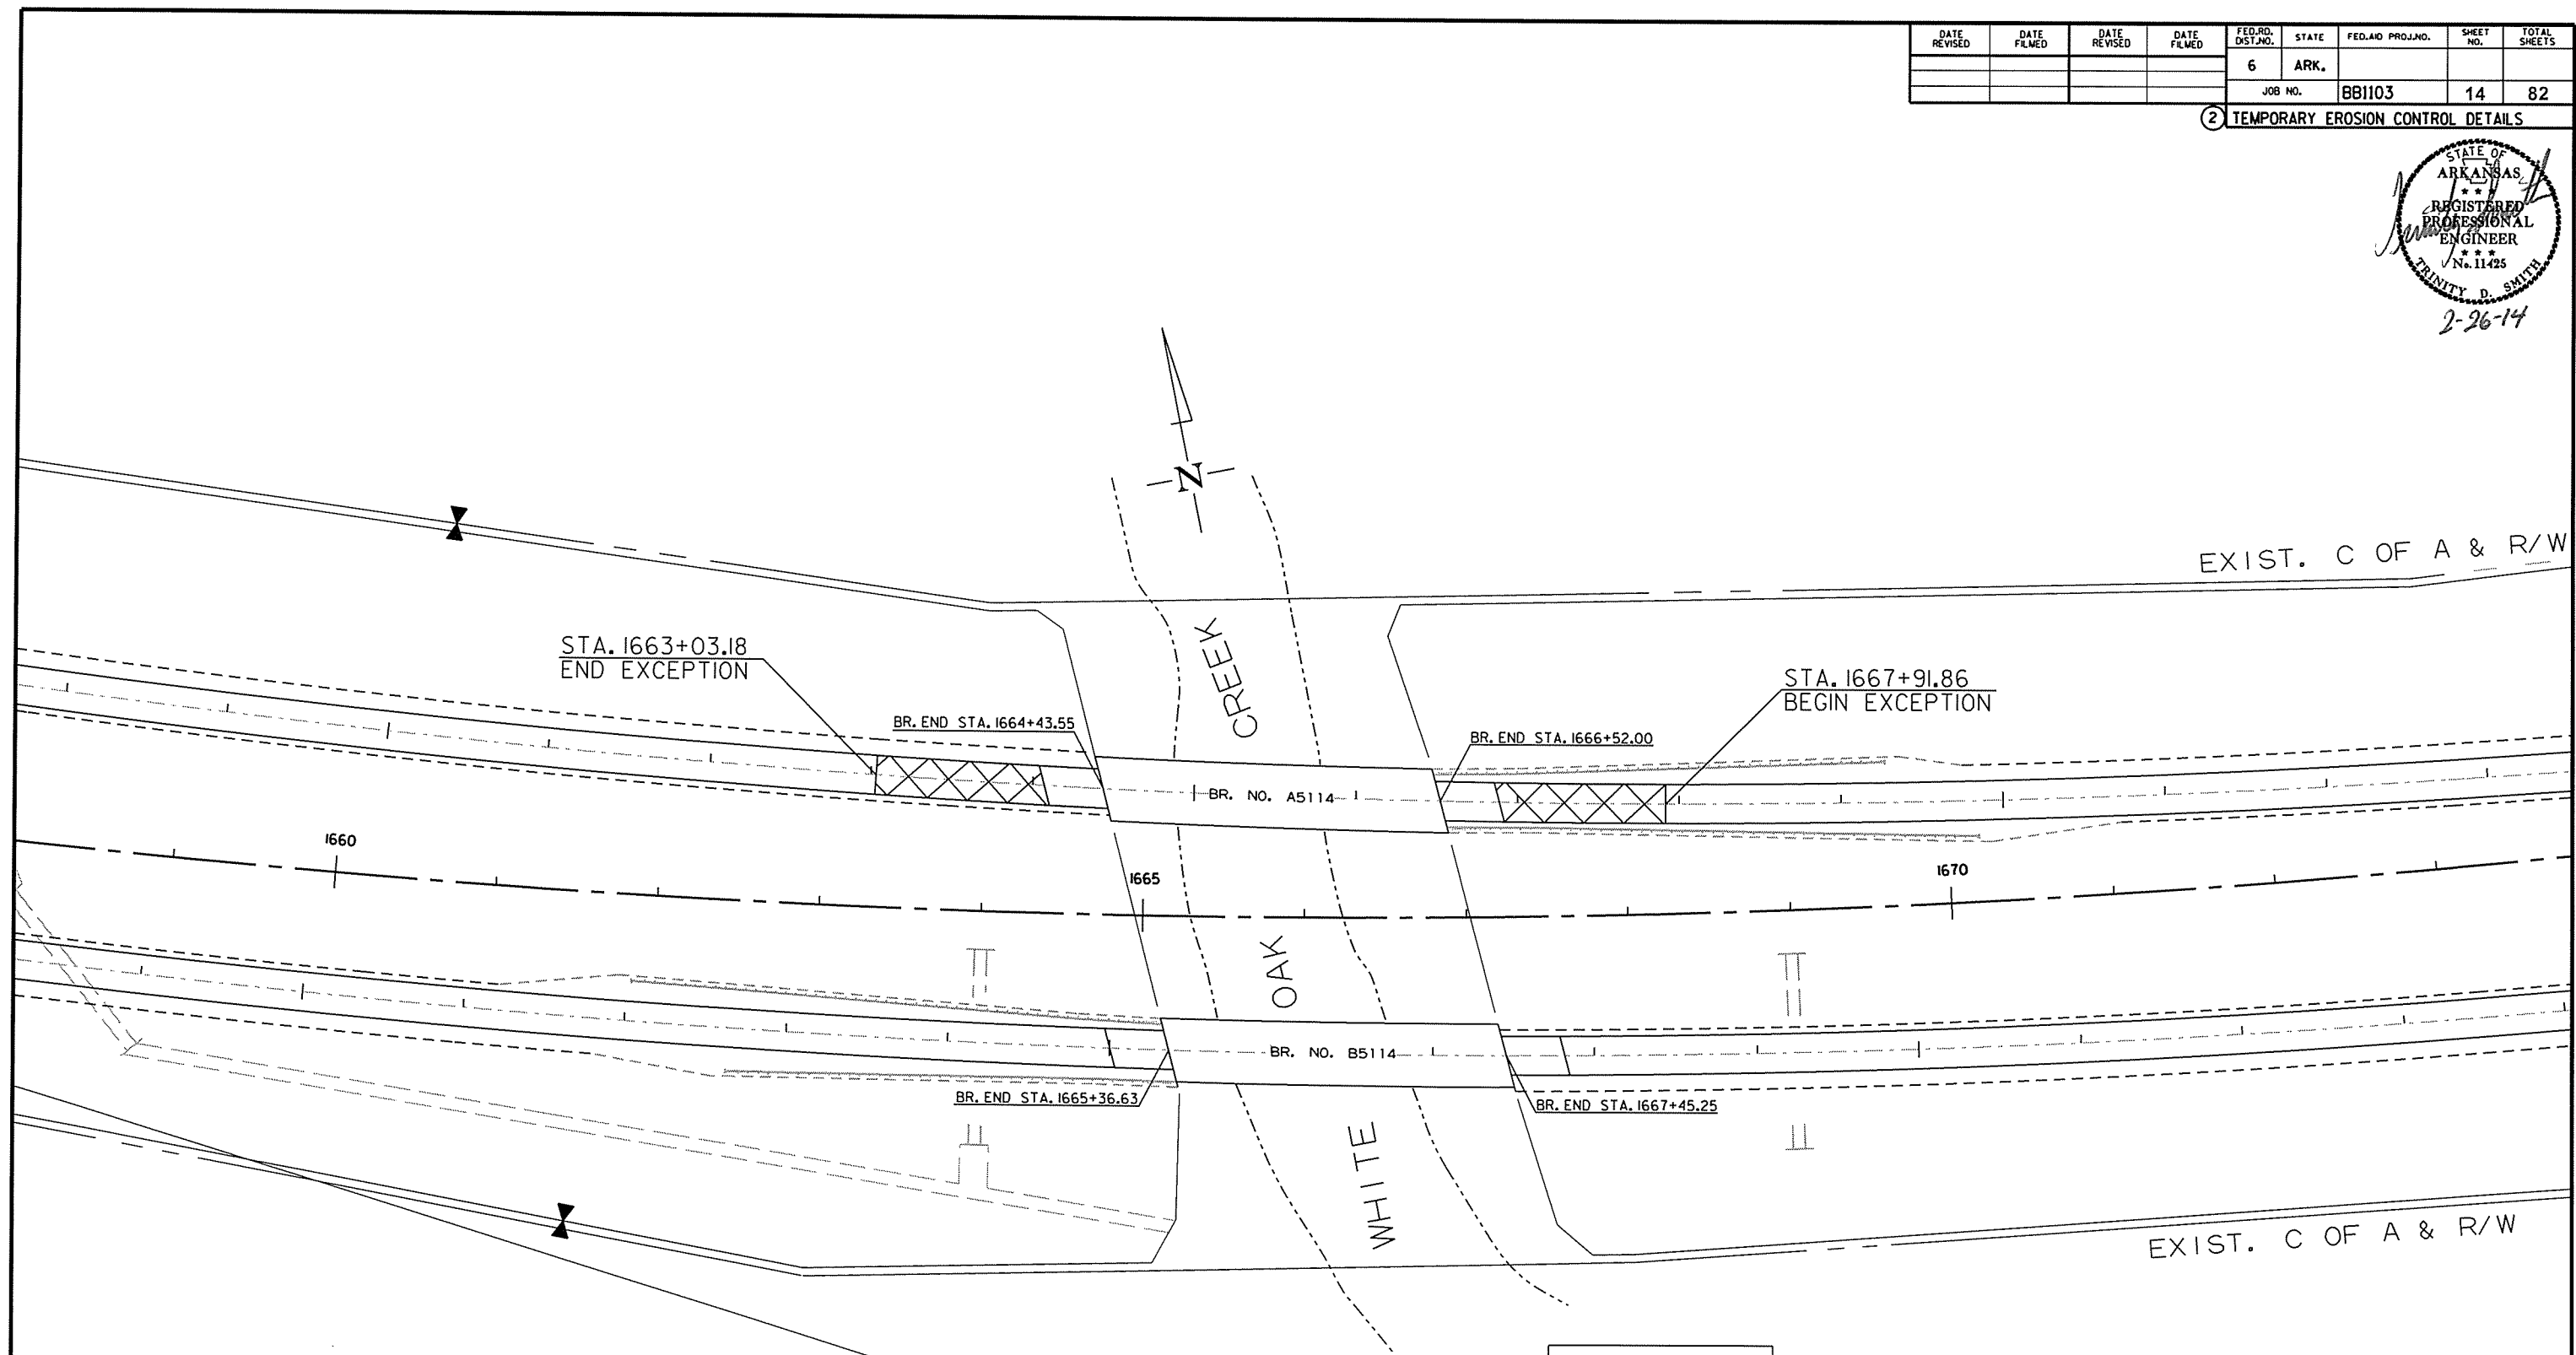 DATE REVISED DATE FILMED DATE REVISED DATE FILMED FED.RD. DIST.NO. STATE FED.AID PROJ.NO. SHEET NO. TOTAL SHEETS
6 ARK.
JOB NO. BB1103 14 82
2 TEMPORARY EROSION CONTROL DETAILS
STATE OF
ARKANSAS
★ ★ ★
REGISTERED
PROFESSIONAL
ENGINEER
★ ★ ★
No. 11425
TRINITY D. SMITH
2-26-14
N
EXIST. C OF A & R/W
CREEK
STA. 1663+03.18
END EXCEPTION
STA. 1667+91.86
BEGIN EXCEPTION
BR. END STA. 1664+43.55
BR. END STA. 1666+52.00
BR. NO. A5114
1660
1665
1670
OAK
BR. NO. B5114
BR. END STA. 1665+36.63
BR. END STA. 1667+45.25
WHITE
EXIST. C OF A & R/W